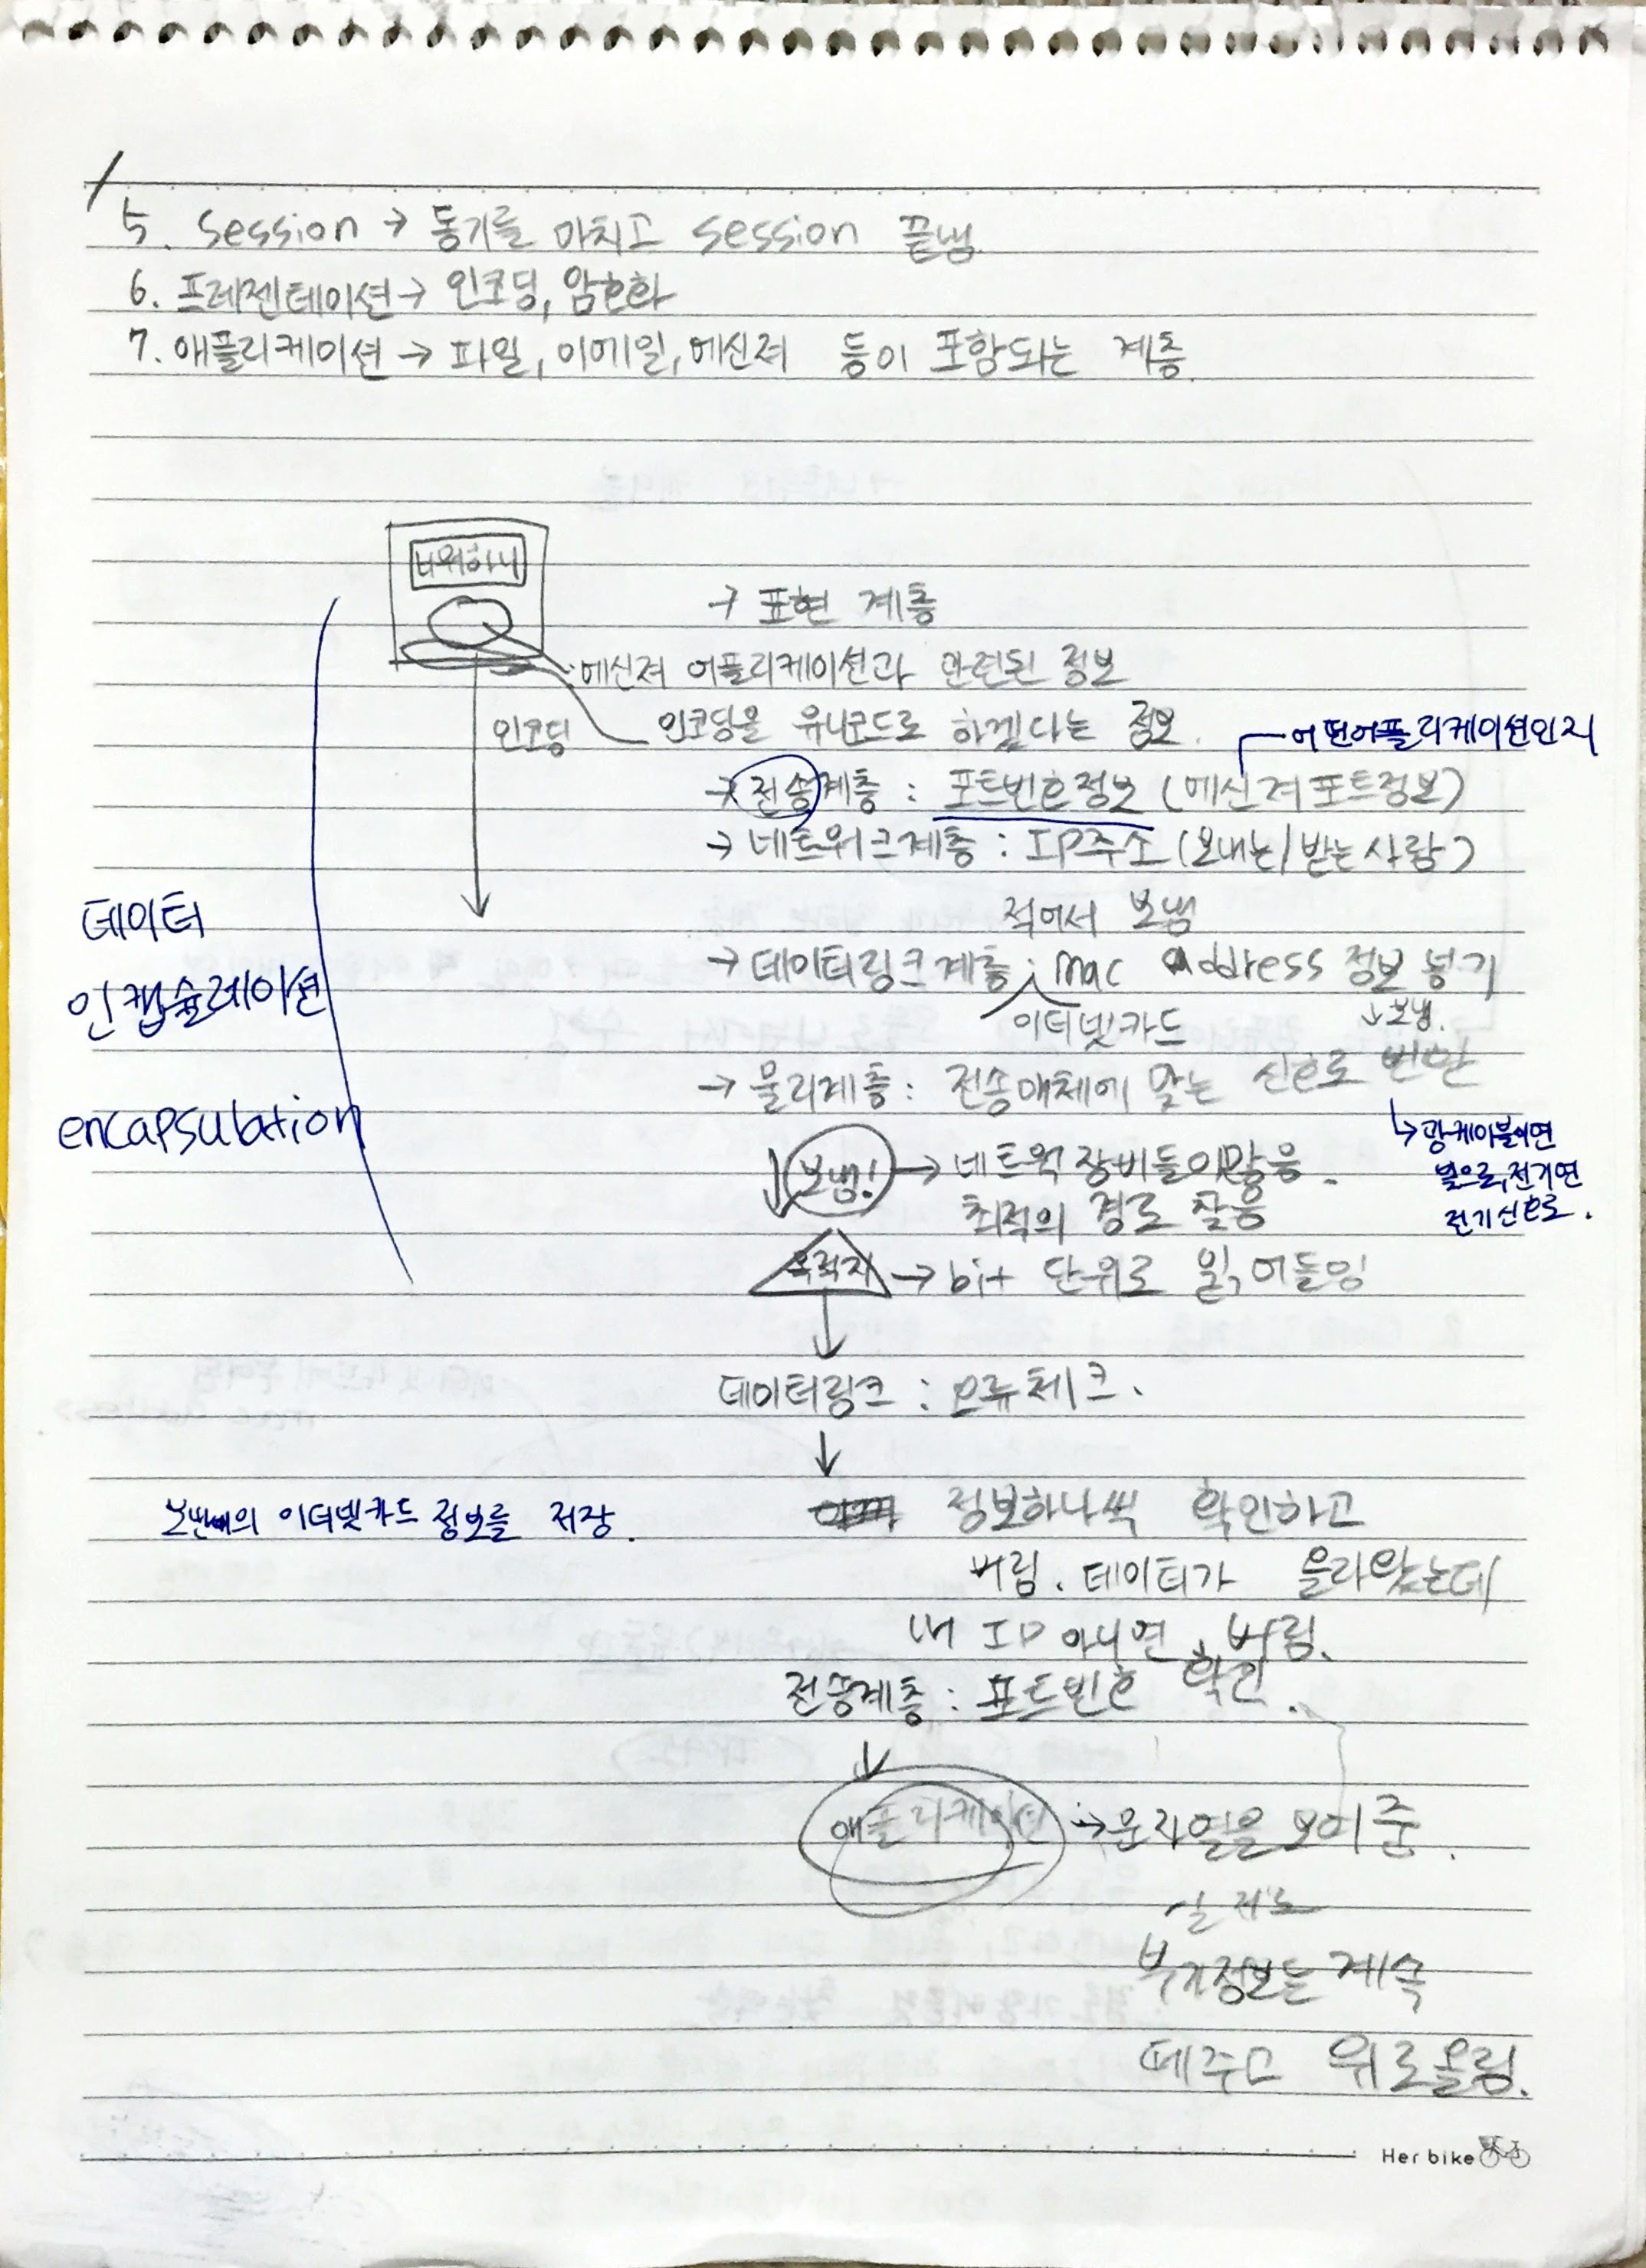 5. Session → 동기를 마치고 session 끝냄.
6. 프레젠테이션 → 인코딩, 암호화
7. 애플리케이션 → 파일, 이메일, 메신져 등이 포함되는 계층.
너뭐하니
→ 표현 계층
메신져 어플리케이션과 관련된 정보
인코딩
인코딩을 유니코드로 하겠다는 정보.
어떤어플리케이션인지
→ 전송계층 : 포트번호정보 (메신져포트정보)
→ 네트워크계층 : IP주소 (보내는/받는사람)
적어서 보냄
데이터
인캡슐레이션
encapsulation
→ 데이터링크계층 : mac address 정보 넣기
이더넷카드
↓보냄.
→ 물리계층 : 전송매체에 맞는 신호로 변환
↳ 광케이블이면
빛으로, 전기면
전기신호로.
↓ 보냄! → 네트웍 장비들이많음.
최적의 경로 찾음
목적지 → bit 단위로 읽어들임
↓
데이터링크 : 오류체크.
↓
보낸애의 이더넷카드 정보를 저장.
정보하나씩 확인하고
버림. 데이터가 올라왔는데
내 IP 아니면 버림.
전송계층 : 포트번호 확인.
↓
애플리케이션 → 문자열을 보여줌.
실제로
부가정보는 계속
떼주고 위로올림.
Her bike